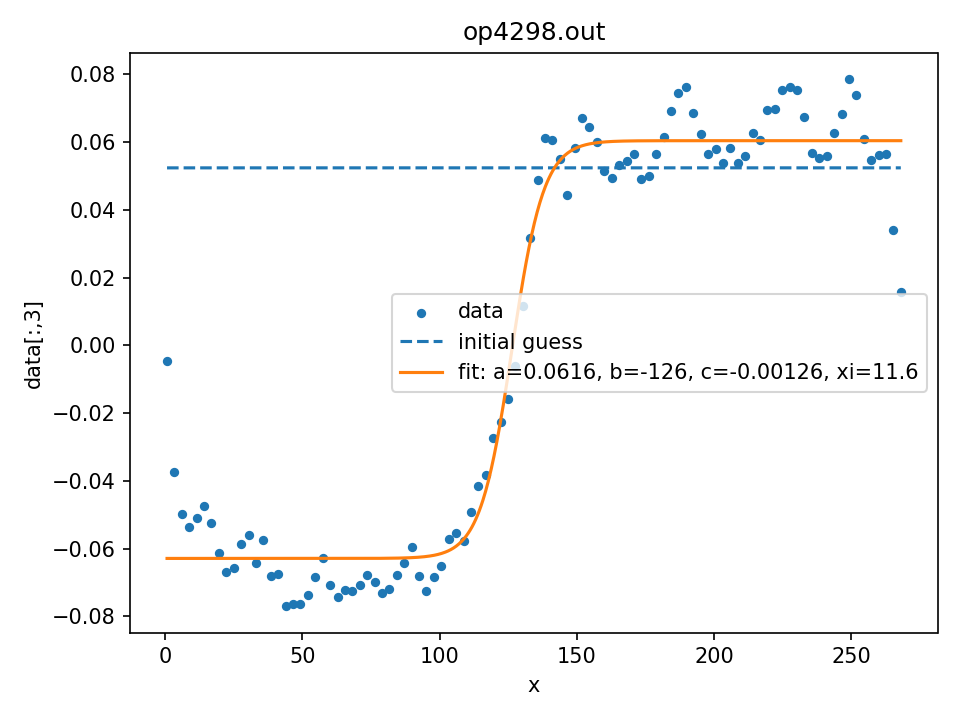 op4298.out
0.08
0.06
0.04
0.02
0.00
−0.02
−0.04
−0.06
−0.08
data[:,3]
data
initial guess
fit: a=0.0616, b=-126, c=-0.00126, xi=11.6
0
50
100
150
200
250
x